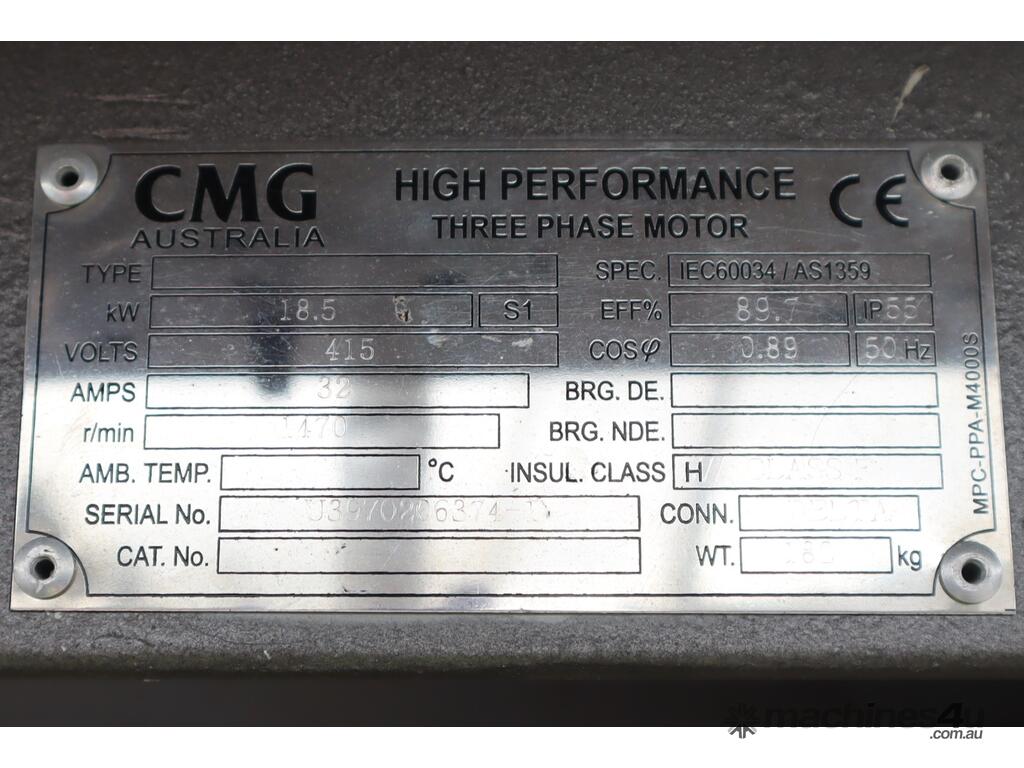 CMG
AUSTRALIA
HIGH PERFORMANCE
THREE PHASE MOTOR
CE
TYPE SPEC. IEC60034 / AS1359
kW 18.5 S1 EFF% 89.7 IP55
VOLTS 415 COSφ 0.89 50 Hz
AMPS 32 BRG. DE.
r/min 1470 BRG. NDE.
AMB. TEMP. °C INSUL. CLASS H
SERIAL No. CONN.
CAT. No. WT. kg
MPC-PPA-M4000S
machines4u
.com.au